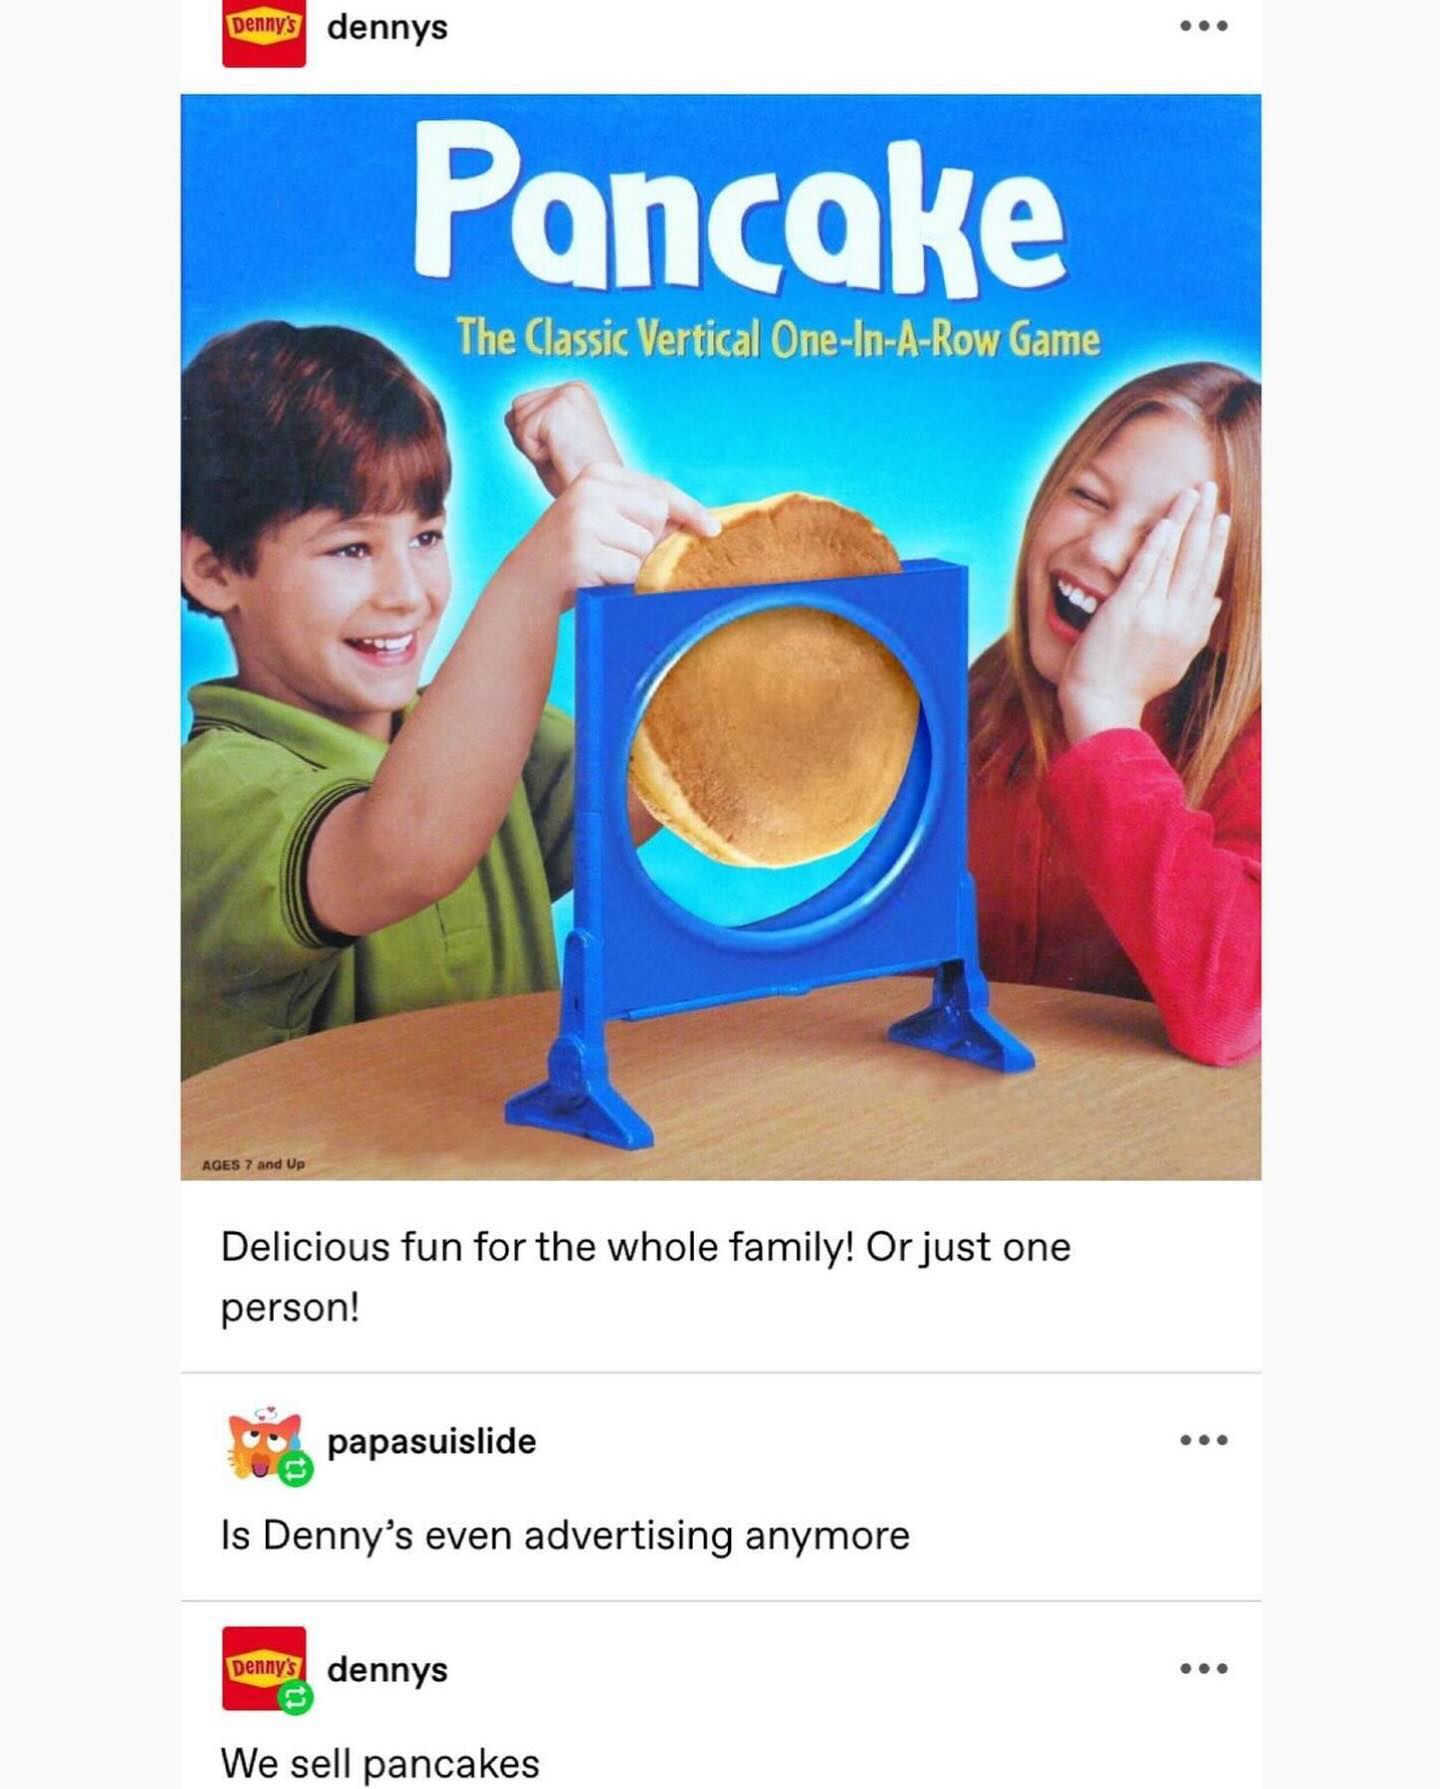 Denny's dennys
Pancake
The Classic Vertical One-In-A-Row Game
AGES 7 and Up
Delicious fun for the whole family! Or just one
person!
papasuislide
Is Denny’s even advertising anymore
Denny's dennys
We sell pancakes